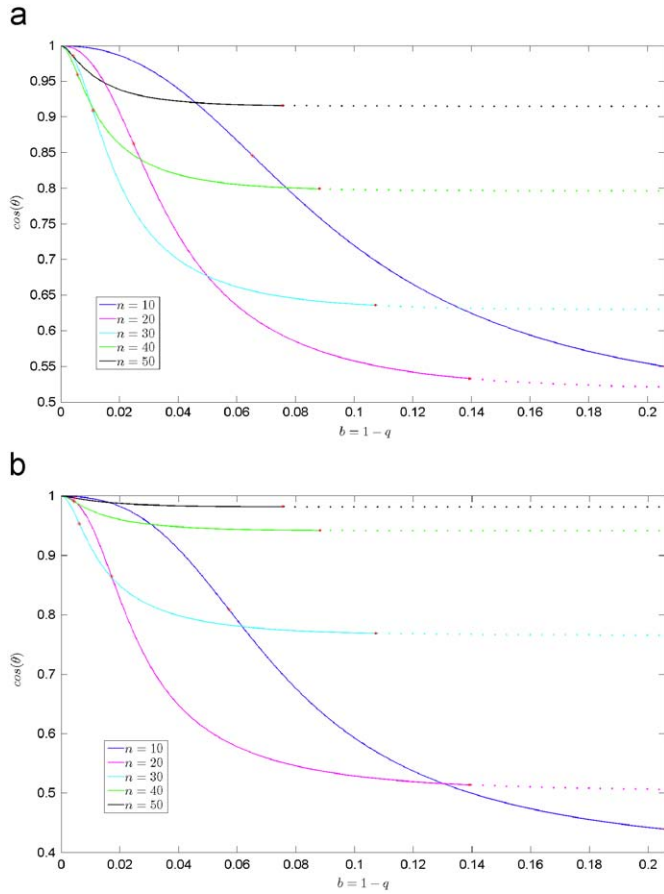 a
1
0.95
0.9
0.85
0.8
0.75
0.7
0.65
0.6
0.55
0.5
cos(θ)
n = 10
n = 20
n = 30
n = 40
n = 50
0 0.02 0.04 0.06 0.08 0.1 0.12 0.14 0.16 0.18 0.2
b = 1 − q
b
1
0.9
0.8
0.7
0.6
0.5
0.4
cos(θ)
n = 10
n = 20
n = 30
n = 40
n = 50
0 0.02 0.04 0.06 0.08 0.1 0.12 0.14 0.16 0.18 0.2
b = 1 − q